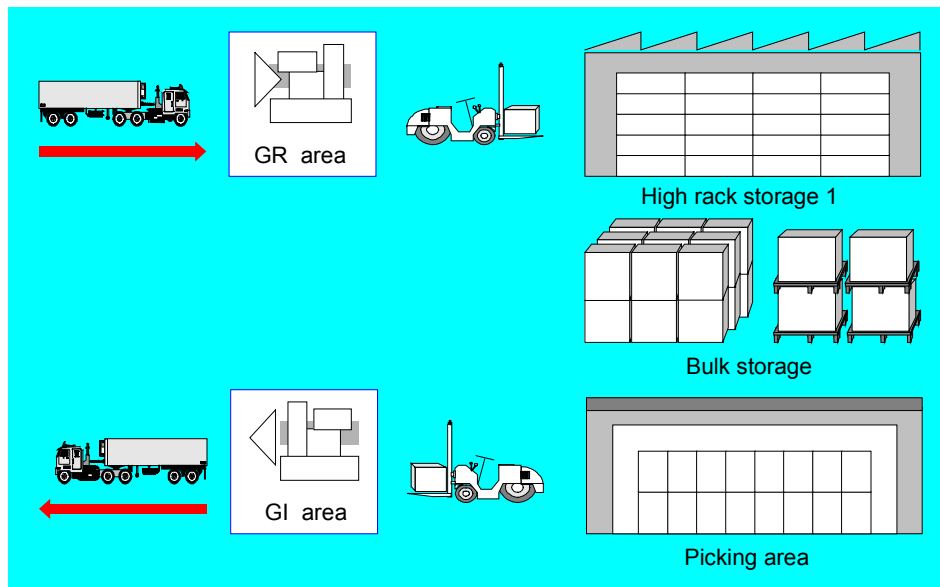 GR area
High rack storage 1
Bulk storage
GI area
Picking area